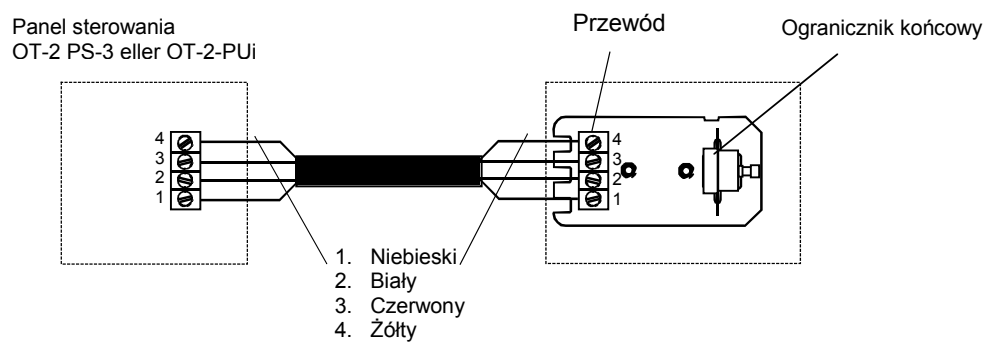 Panel sterowania
OT-2 PS-3 eller OT-2-PUi
Przewód
Ogranicznik końcowy
4
3
2
1
4
3
2
1
1. Niebieski
2. Biały
3. Czerwony
4. Żółty